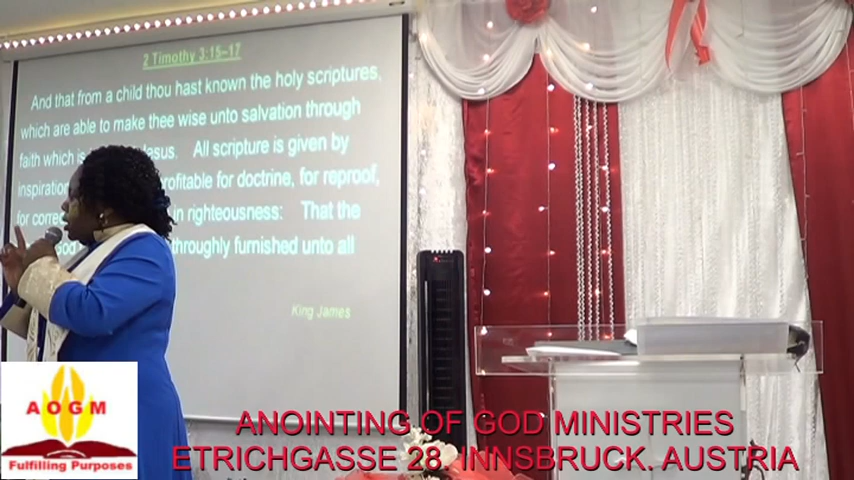 2 Timothy 3:15–17
And that from a child thou hast known the holy scriptures,
which are able to make thee wise unto salvation through
faith which is Jesus. All scripture is given by
inspiration profitable for doctrine, for reproof,
for in righteousness: That the
God throughly furnished unto all
King James
A O G M
Fulfilling Purposes
ANOINTING OF GOD MINISTRIES
ETRICHGASSE 28. INNSBRUCK. AUSTRIA